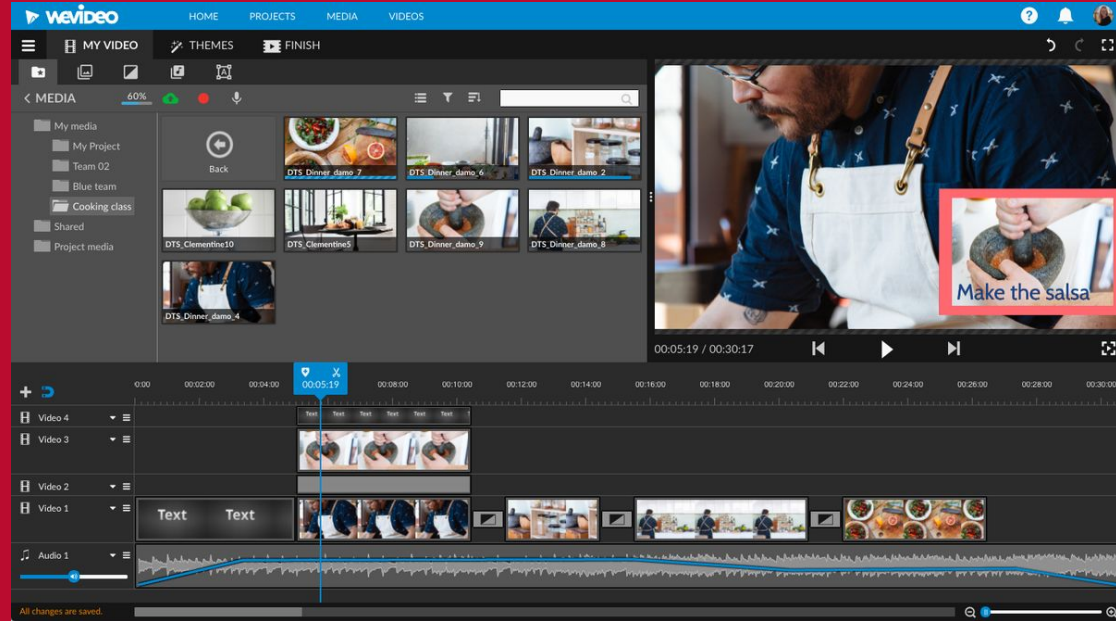 WEVIDEO
HOME PROJECTS MEDIA VIDEOS
?
MY VIDEO THEMES FINISH
< MEDIA 60%
My media
My Project
Team 02
Blue team
Cooking class
Shared
Project media
Back
DTS_Dinner_damo_7
DTS_Dinner_damo_6
DTS_Dinner_damo_2
DTS_Clementine10
DTS_Clementine5
DTS_Dinner_damo_9
DTS_Dinner_damo_8
DTS_Dinner_damo_4
Make the salsa
00:05:19 / 00:30:17
0:00 00:02:00 00:04:00 00:05:19 00:08:00 00:10:00 00:12:00 00:14:00 00:16:00 00:18:00 00:20:00 00:22:00 00:24:00 00:26:00 00:28:00 00:30:00
Video 4
Text Text Text Text Text Text
Video 3
Video 2
Video 1
Text Text
Audio 1
All changes are saved.